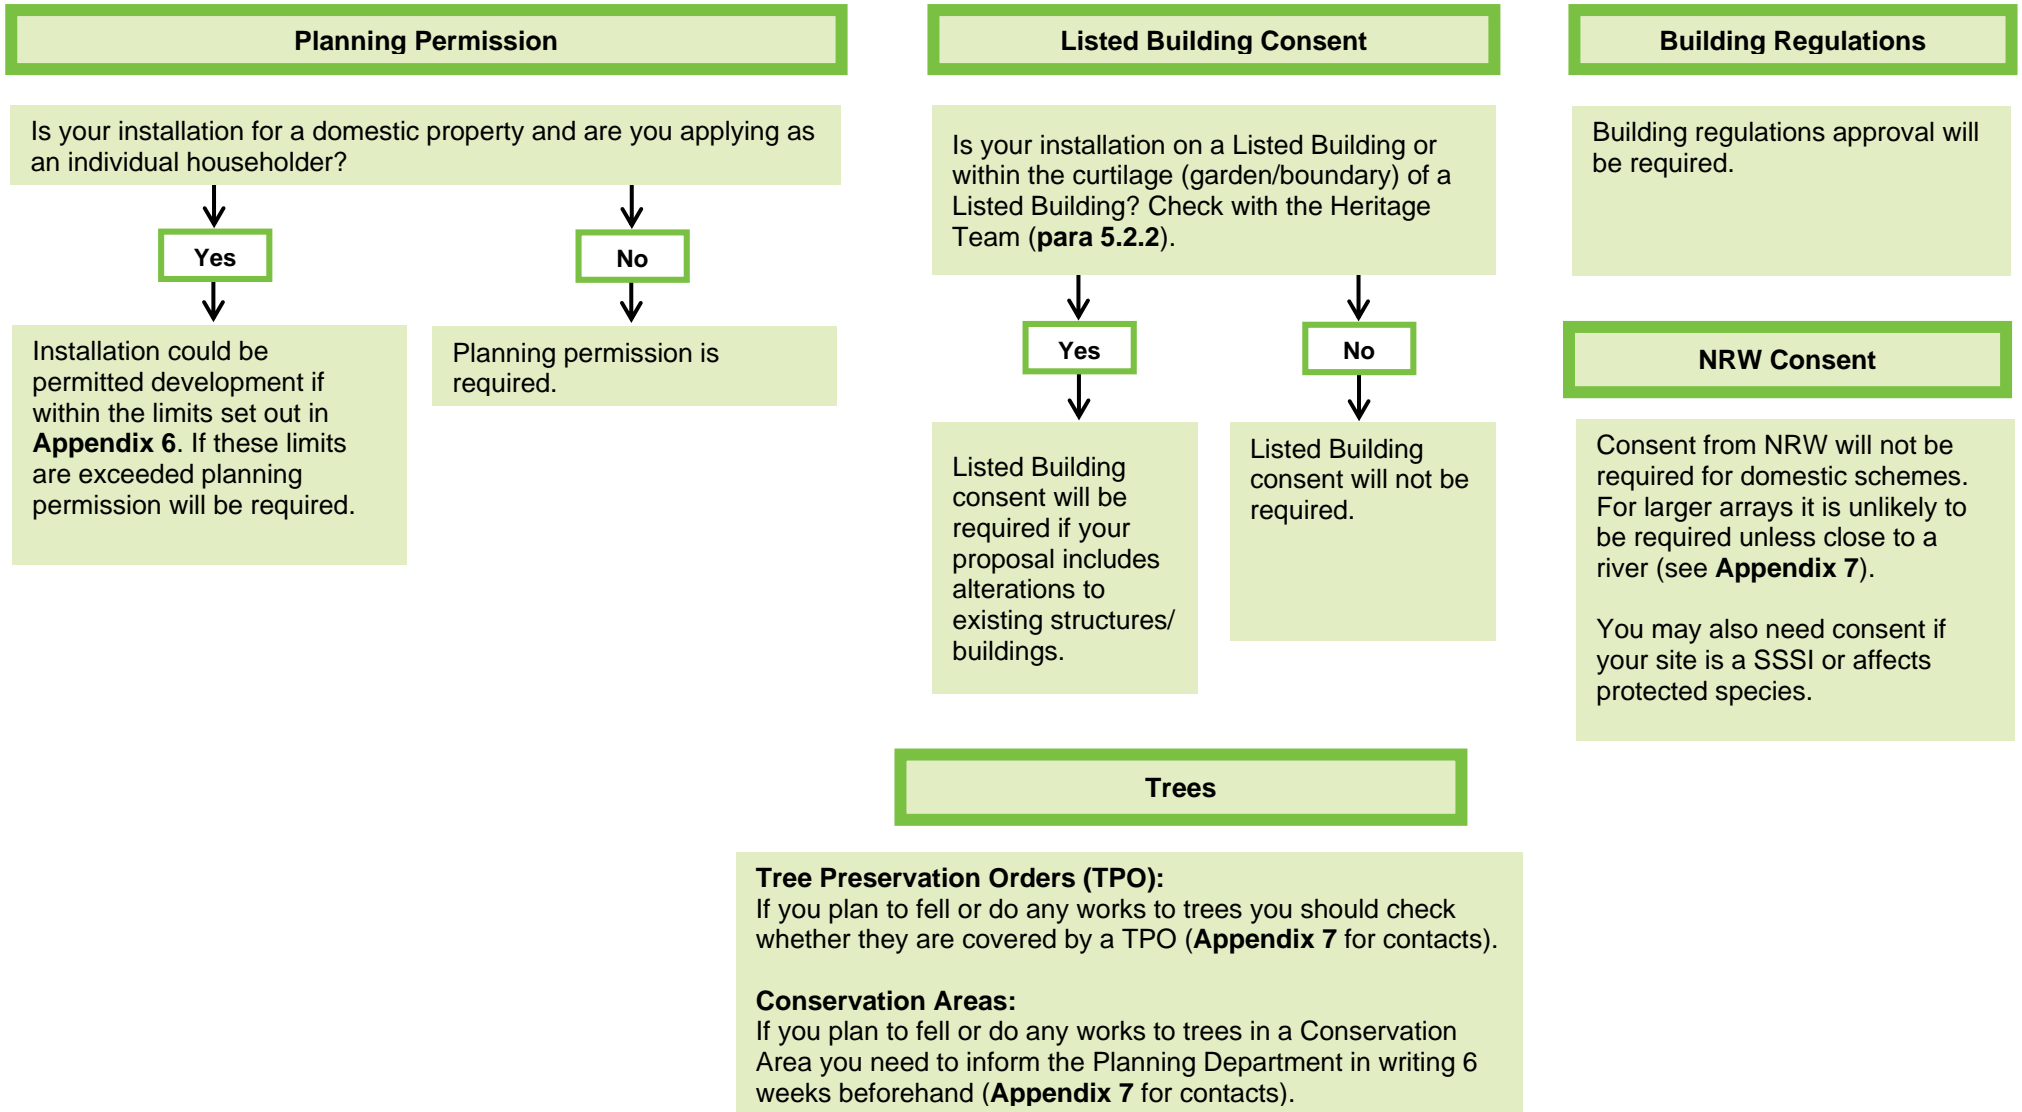 Planning Permission
Is your installation for a domestic property and are you applying as
an individual householder?
Yes
No
Installation could be
permitted development if
within the limits set out in
Appendix 6. If these limits
are exceeded planning
permission will be required.
Planning permission is
required.
Listed Building Consent
Is your installation on a Listed Building or
within the curtilage (garden/boundary) of a
Listed Building? Check with the Heritage
Team (para 5.2.2).
Yes
No
Listed Building
consent will be
required if your
proposal includes
alterations to
existing structures/
buildings.
Listed Building
consent will not be
required.
Building Regulations
Building regulations approval will
be required.
NRW Consent
Consent from NRW will not be
required for domestic schemes.
For larger arrays it is unlikely to
be required unless close to a
river (see Appendix 7).
You may also need consent if
your site is a SSSI or affects
protected species.
Trees
Tree Preservation Orders (TPO):
If you plan to fell or do any works to trees you should check
whether they are covered by a TPO (Appendix 7 for contacts).
Conservation Areas:
If you plan to fell or do any works to trees in a Conservation
Area you need to inform the Planning Department in writing 6
weeks beforehand (Appendix 7 for contacts).